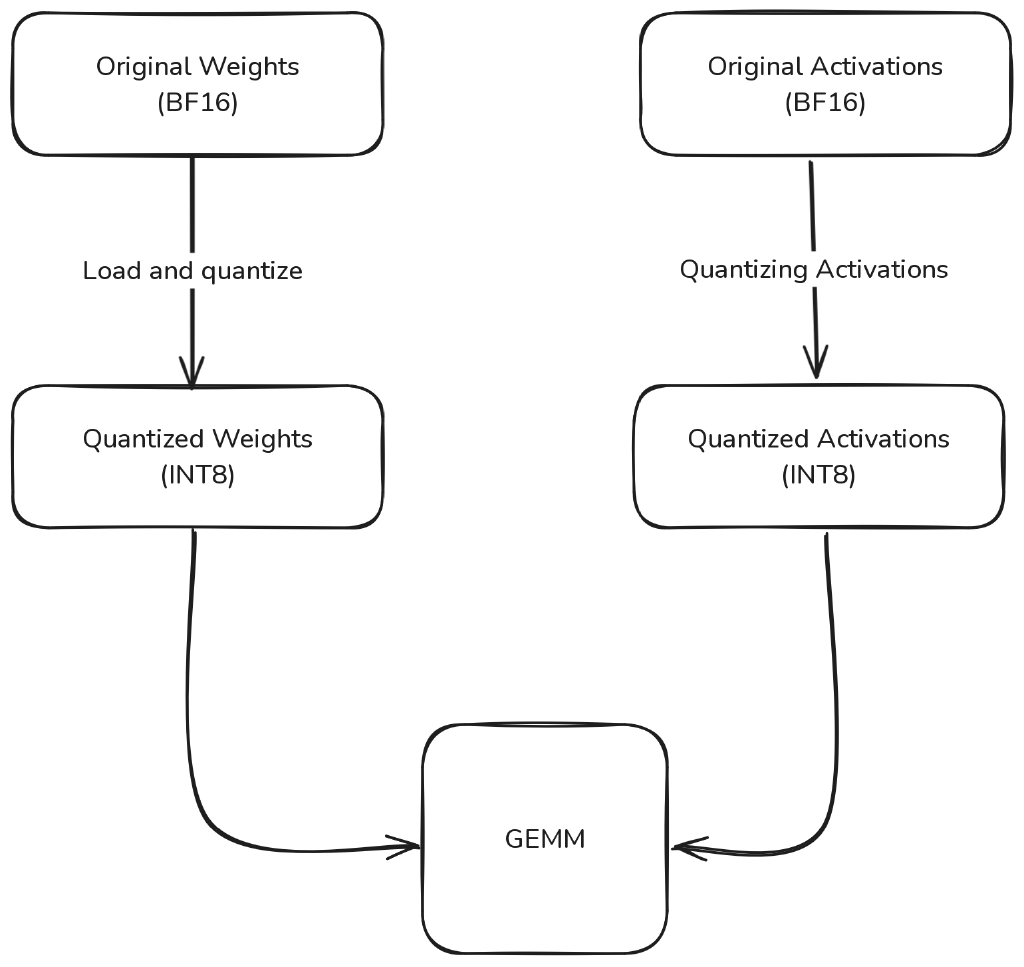 Original Weights
(BF16)
Original Activations
(BF16)
Load and quantize
Quantizing Activations
Quantized Weights
(INT8)
Quantized Activations
(INT8)
GEMM